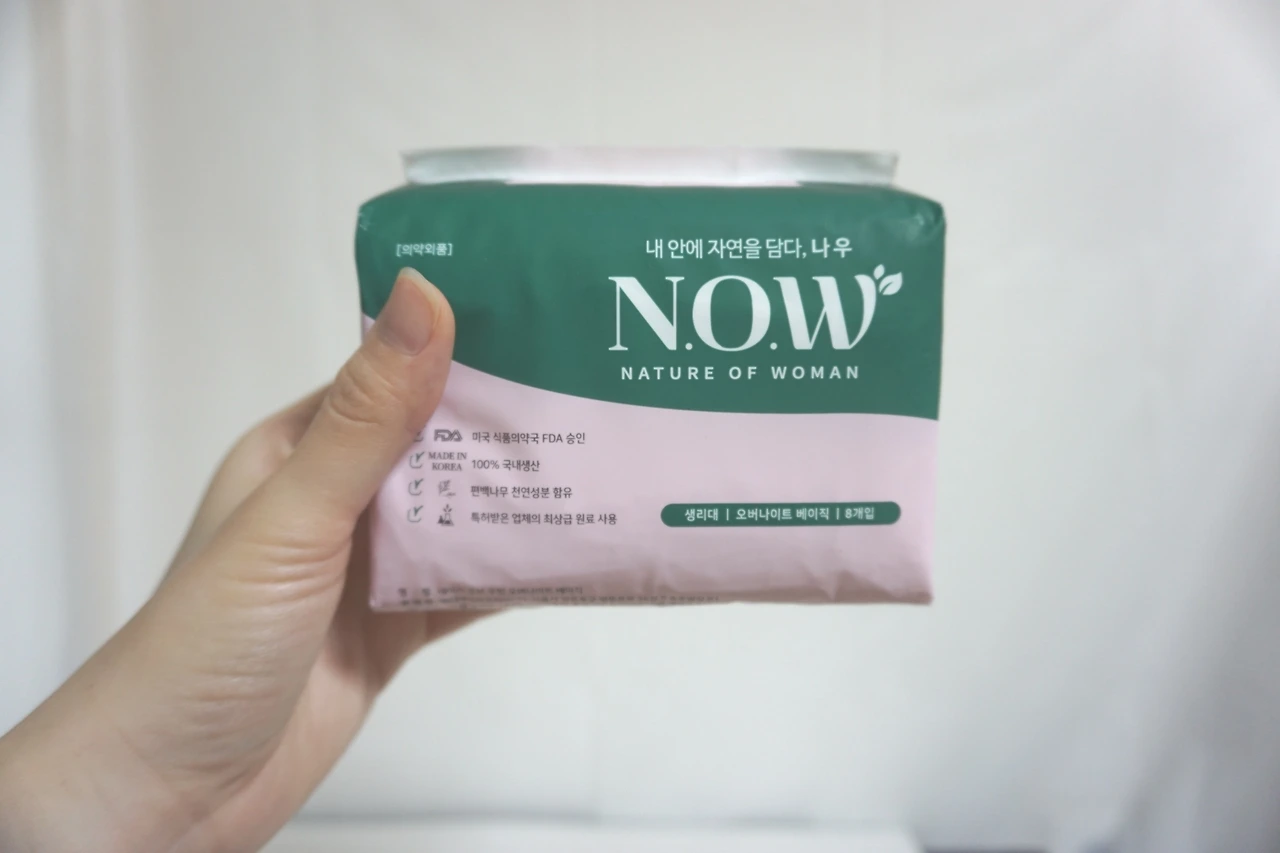 [의약외품]
내 안에 자연을 담다, 나 우
N.O.W
NATURE OF WOMAN
FDA 미국 식품의약국 FDA 승인
MADE IN
KOREA 100% 국내생산
편백나무 천연성분 함유
특허받은 업체의 최상급 원료 사용
생리대 | 오버나이트 베이직 | 8개입